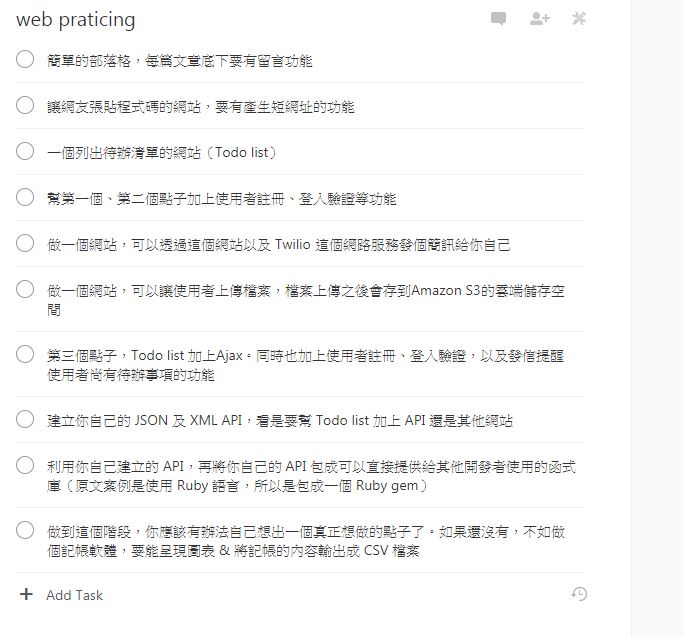 web praticing
簡單的部落格，每篇文章底下要有留言功能
讓網友張貼程式碼的網站，要有產生短網址的功能
一個列出待辦清單的網站（Todo list）
幫第一個、第二個點子加上使用者註冊、登入驗證等功能
做一個網站，可以透過這個網站以及 Twilio 這個網路服務發個簡訊給你自己
做一個網站，可以讓使用者上傳檔案，檔案上傳之後會存到Amazon S3的雲端儲存空
間
第三個點子，Todo list 加上Ajax。同時也加上使用者註冊、登入驗證，以及發信提醒
使用者尚有待辦事項的功能
建立你自己的 JSON 及 XML API，看是要幫 Todo list 加上 API 還是其他網站
利用你自己建立的 API，再將你自己的 API 包成可以直接提供給其他開發者使用的函式
庫（原文案例是使用 Ruby 語言，所以是包成一個 Ruby gem）
做到這個階段，你應該有辦法自己想出一個真正想做的點子了。如果還沒有，不如做
個記帳軟體，要能呈現圖表 & 將記帳的內容輸出成 CSV 檔案
Add Task